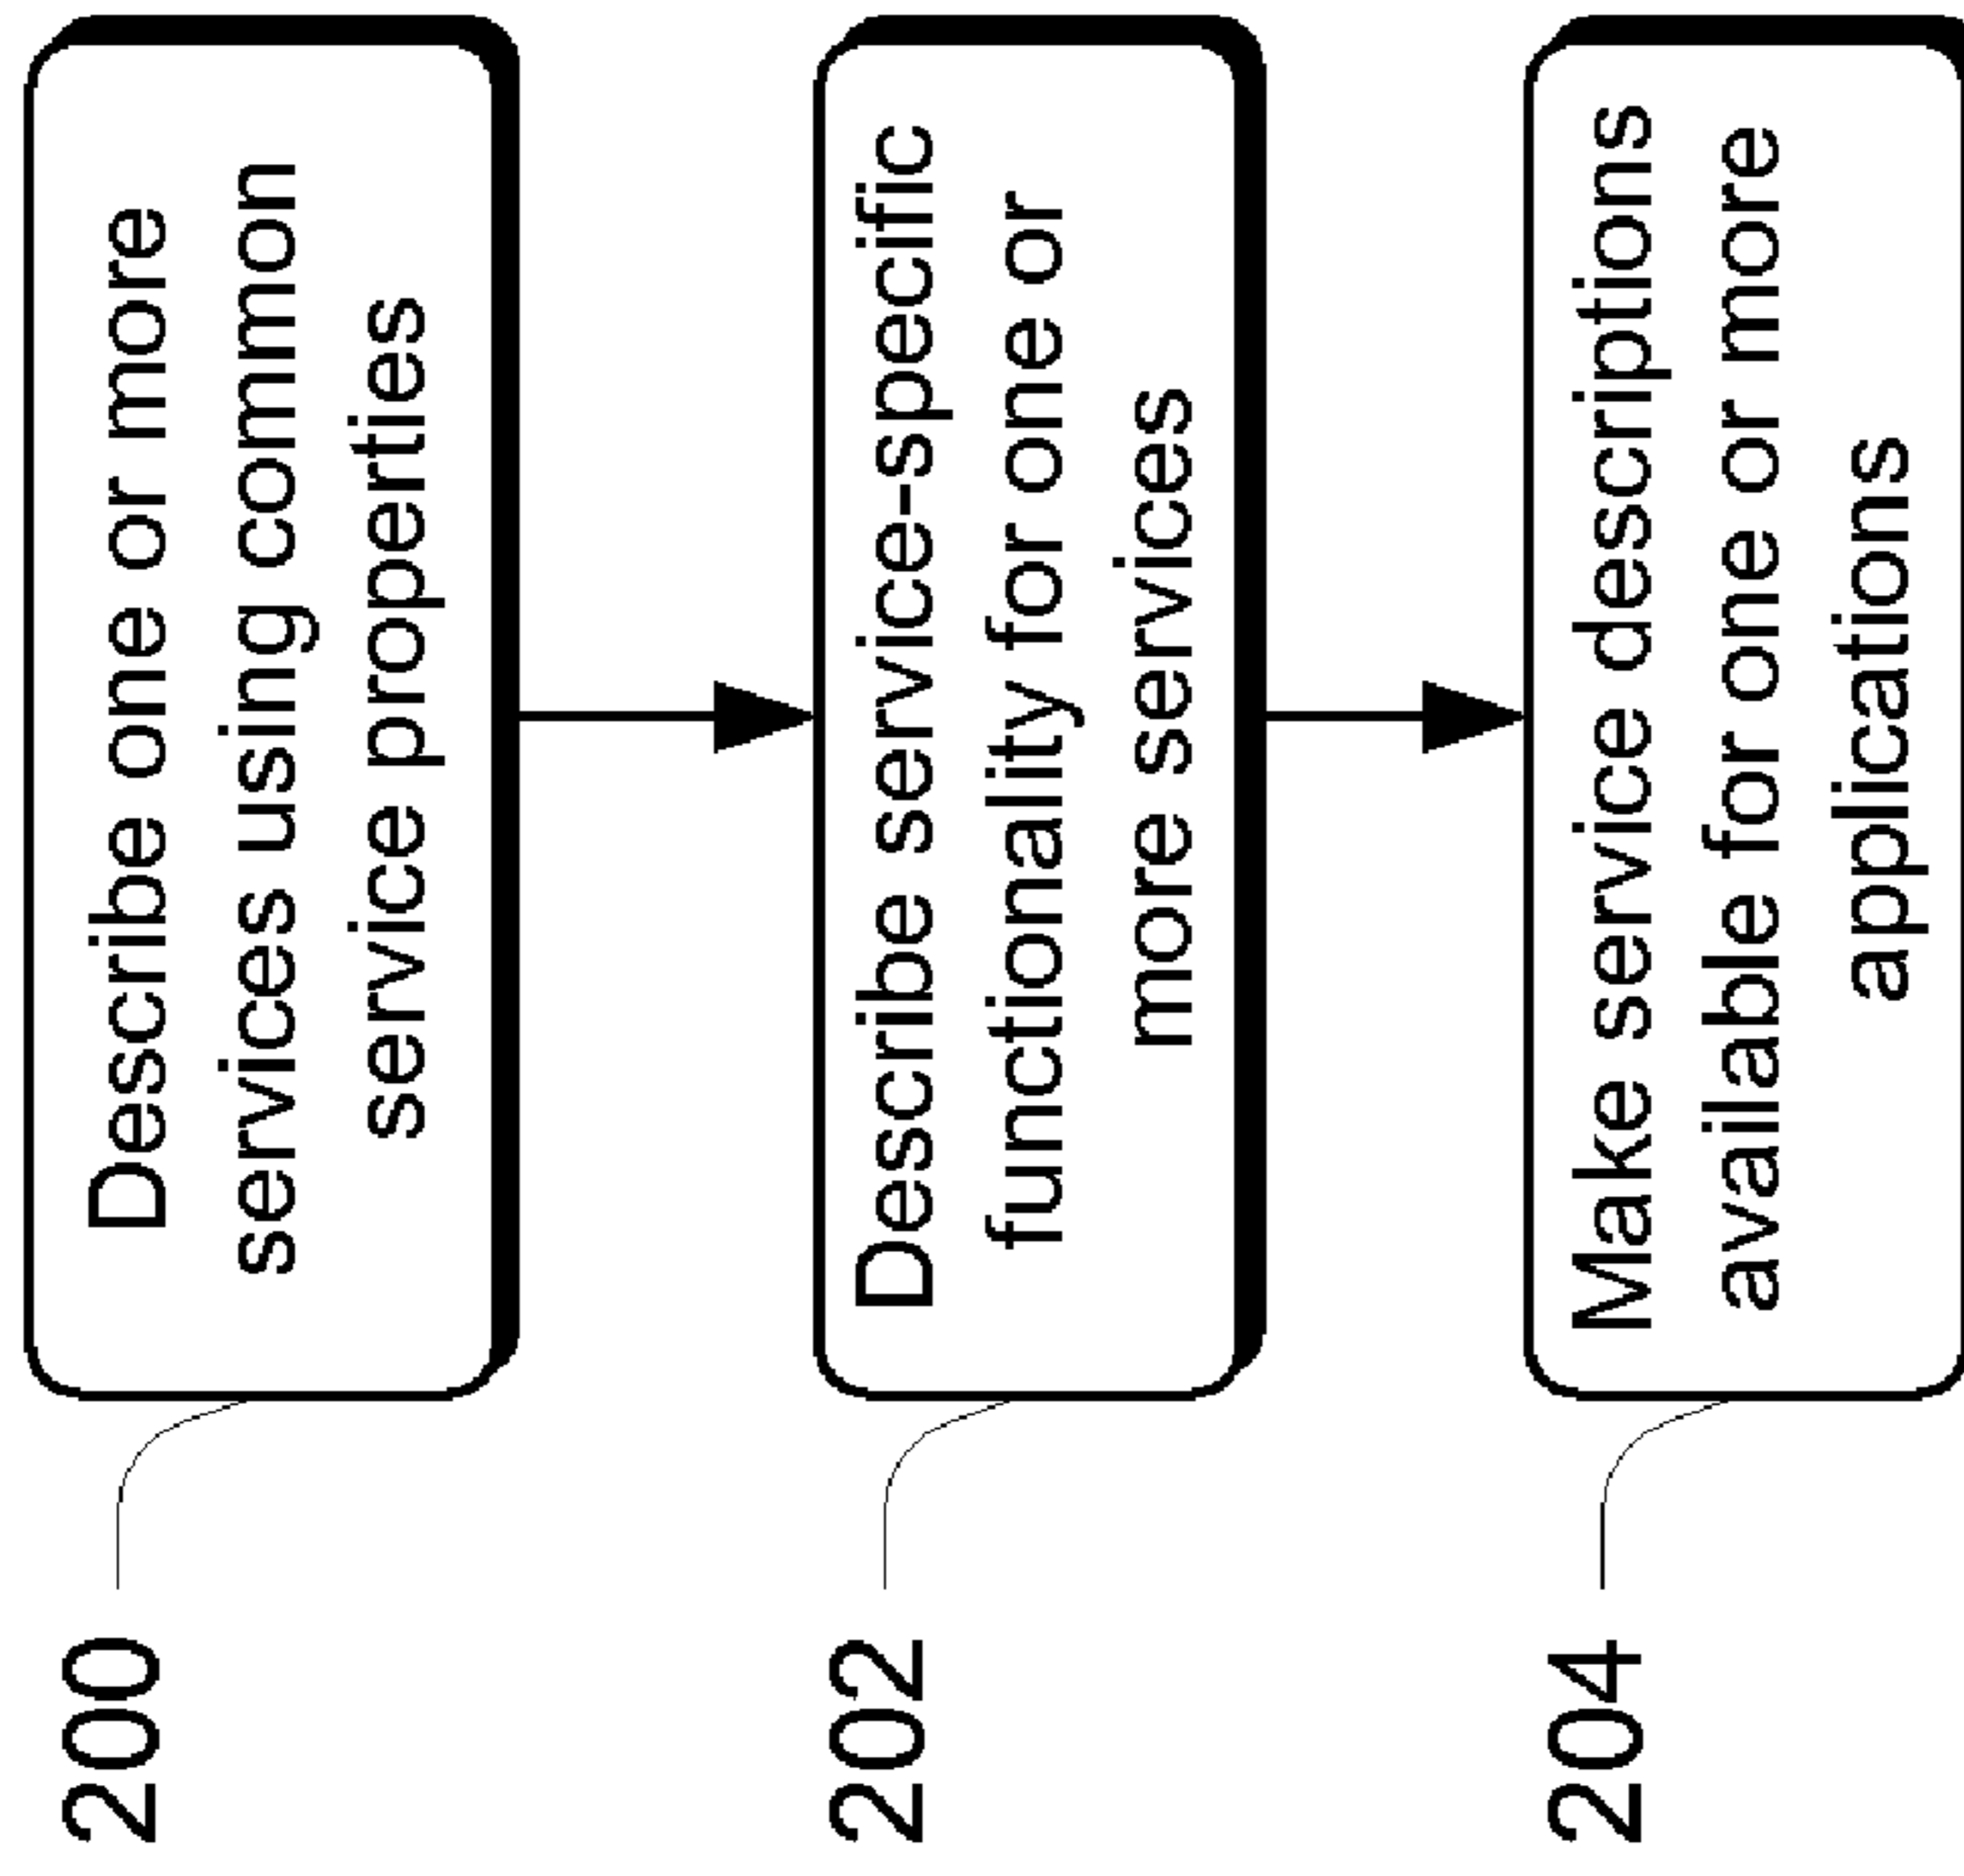 200
Describe one or more
services using common
service properties
202
Describe service-specific
functionality for one or
more services
204
Make service descriptions
available for one or more
applications